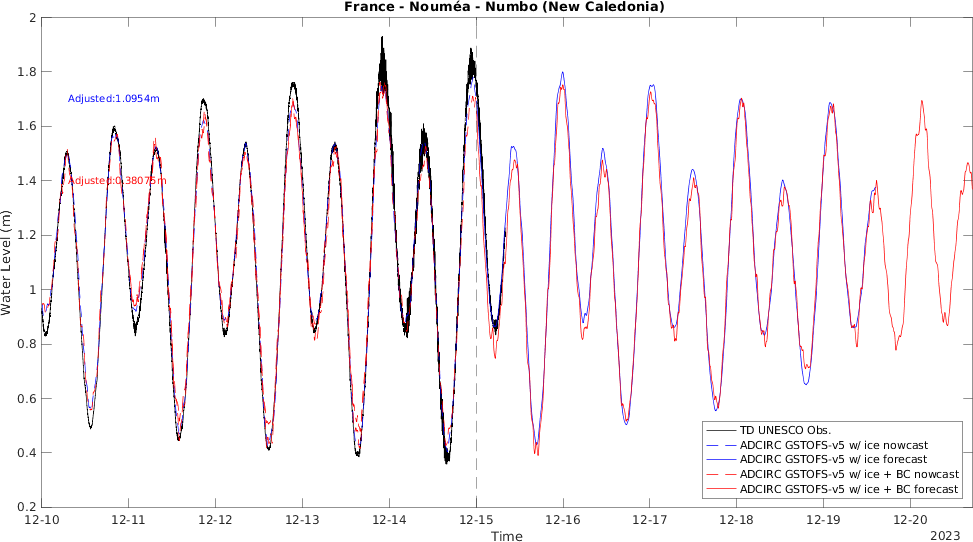 France - Nouméa - Numbo (New Caledonia)
2
1.8
1.6
1.4
1.2
1
0.8
0.6
0.4
0.2
Water Level (m)
Adjusted:1.0954m
Adjusted:0.38075m
TD UNESCO Obs.
ADCIRC GSTOFS-v5 w/ ice nowcast
ADCIRC GSTOFS-v5 w/ ice forecast
ADCIRC GSTOFS-v5 w/ ice + BC nowcast
ADCIRC GSTOFS-v5 w/ ice + BC forecast
12-10 12-11 12-12 12-13 12-14 12-15 12-16 12-17 12-18 12-19 12-20
Time
2023